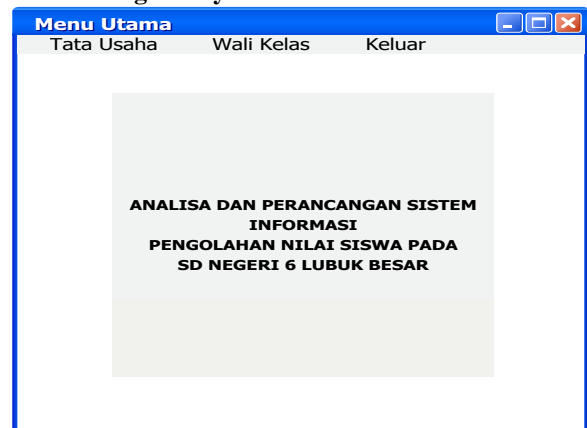 Menu Utama
Tata Usaha Wali Kelas Keluar
ANALISA DAN PERANCANGAN SISTEM
INFORMASI
PENGOLAHAN NILAI SISWA PADA
SD NEGERI 6 LUBUK BESAR